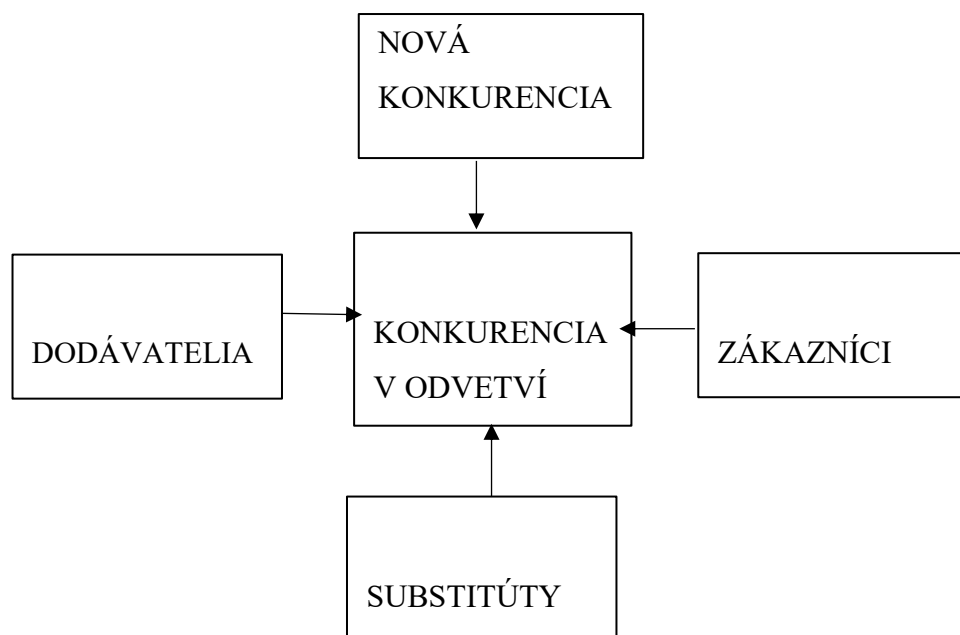 NOVÁ
KONKURENCIA
DODÁVATELIA
KONKURENCIA
V ODVETVÍ
ZÁKAZNÍCI
SUBSTITÚTY